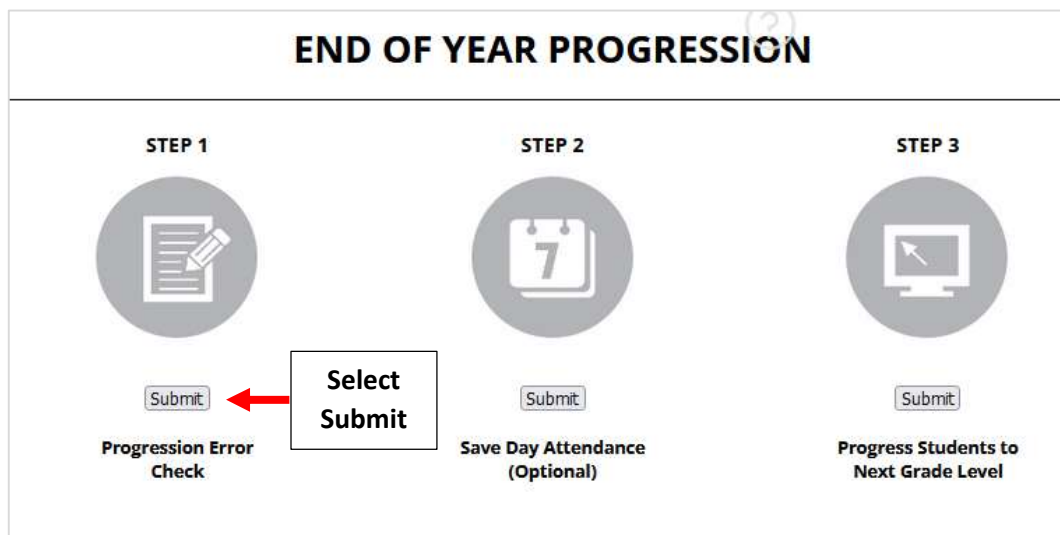 ?
END OF YEAR PROGRESSION
STEP 1
STEP 2
STEP 3
7
Submit
Select
Submit
Submit
Submit
Progression Error
Check
Save Day Attendance
(Optional)
Progress Students to
Next Grade Level